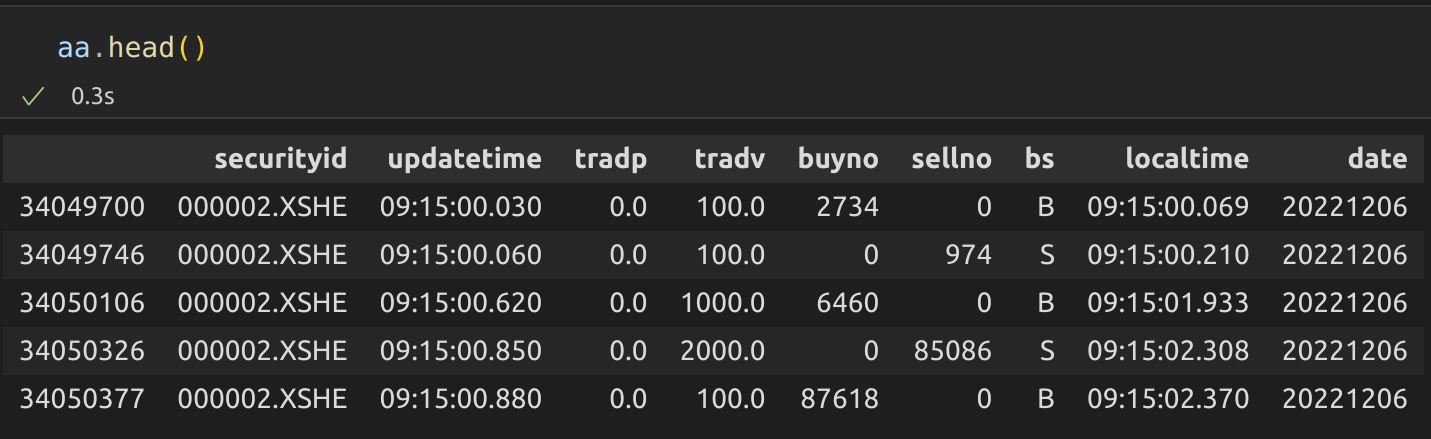 aa.head()
✓ 0.3s
securityid updatetime tradp tradv buyno sellno bs localtime date
34049700 000002.XSHE 09:15:00.030 0.0 100.0 2734 0 B 09:15:00.069 20221206
34049746 000002.XSHE 09:15:00.060 0.0 100.0 0 974 S 09:15:00.210 20221206
34050106 000002.XSHE 09:15:00.620 0.0 1000.0 6460 0 B 09:15:01.933 20221206
34050326 000002.XSHE 09:15:00.850 0.0 2000.0 0 85086 S 09:15:02.308 20221206
34050377 000002.XSHE 09:15:00.880 0.0 100.0 87618 0 B 09:15:02.370 20221206